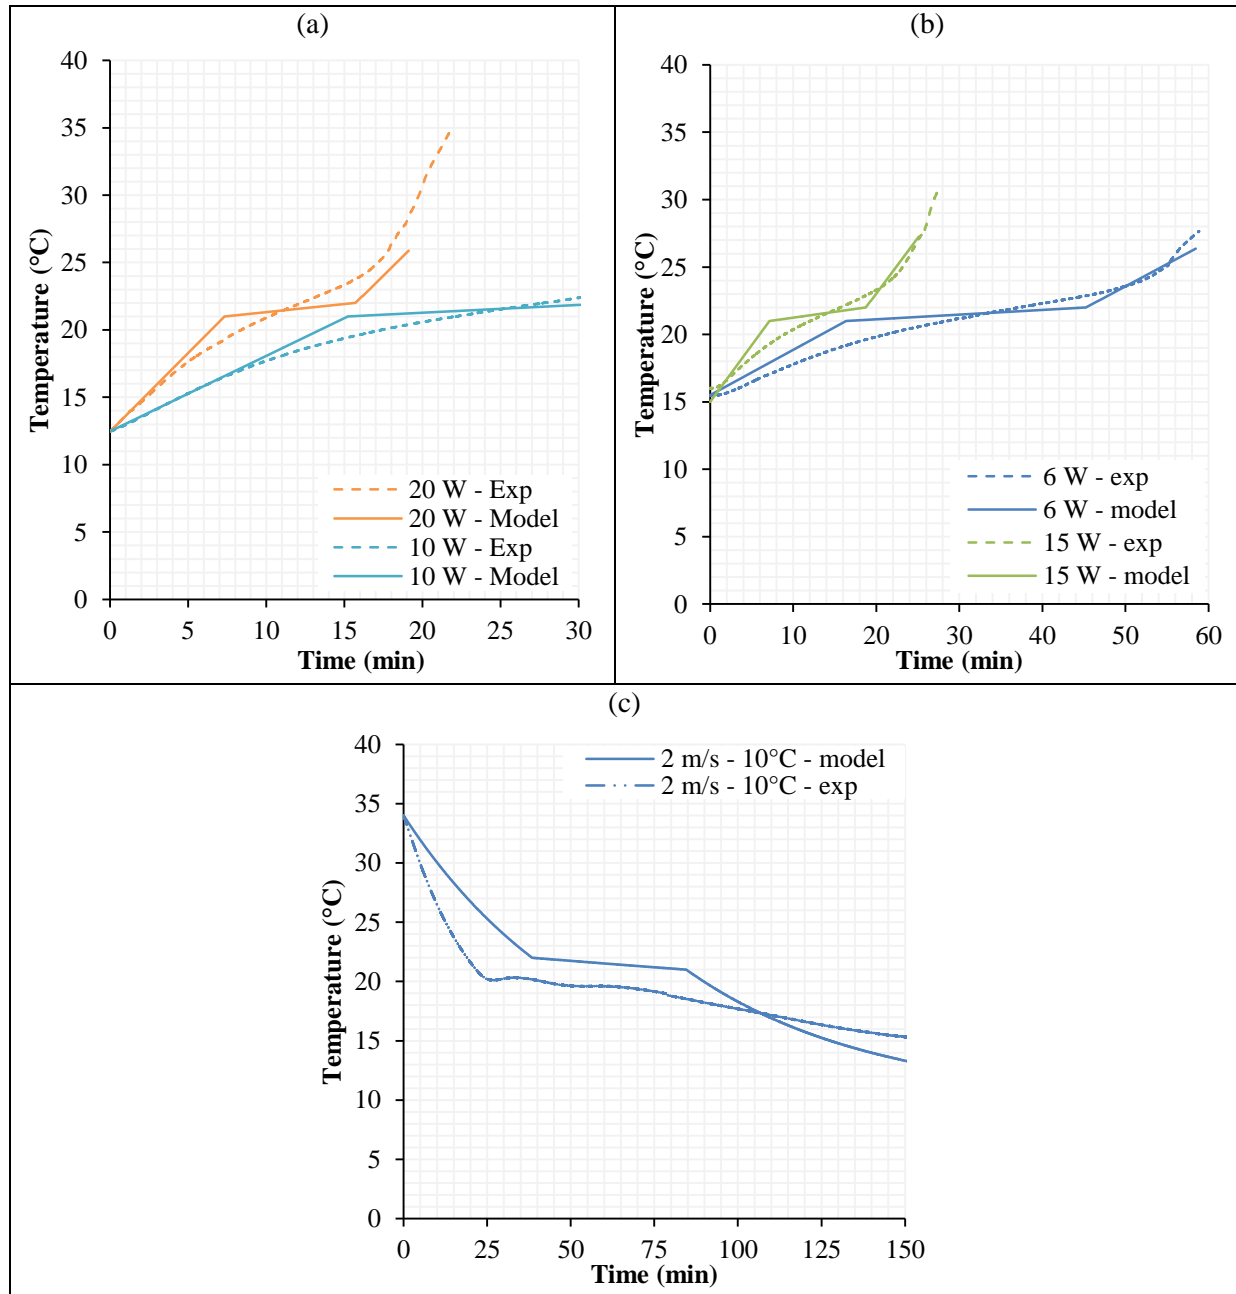 (a)
40
35
30
25
20
15
10
5
0
Temperature (°C)
20 W - Exp
20 W - Model
10 W - Exp
10 W - Model
0 5 10 15 20 25 30
Time (min)
(b)
40
35
30
25
20
15
10
5
0
Temperature (°C)
6 W - exp
6 W - model
15 W - exp
15 W - model
0 10 20 30 40 50 60
Time (min)
(c)
40
35
30
25
20
15
10
5
0
Temperature (°C)
2 m/s - 10°C - model
2 m/s - 10°C - exp
0 25 50 75 100 125 150
Time (min)